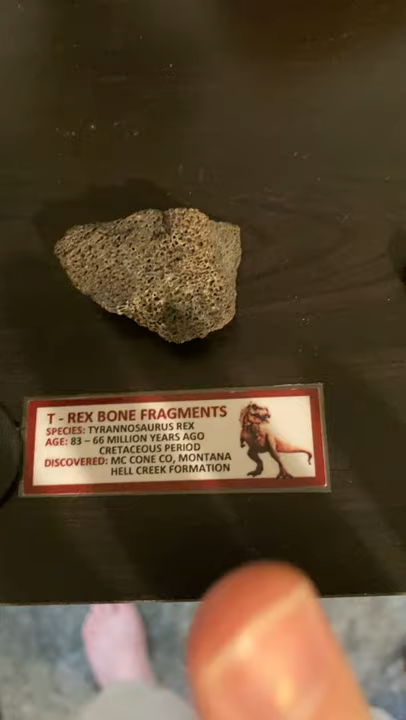 T - REX BONE FRAGMENTS
SPECIES: TYRANNOSAURUS REX
AGE: 83 – 66 MILLION YEARS AGO
CRETACEOUS PERIOD
DISCOVERED: MC CONE CO, MONTANA
HELL CREEK FORMATION